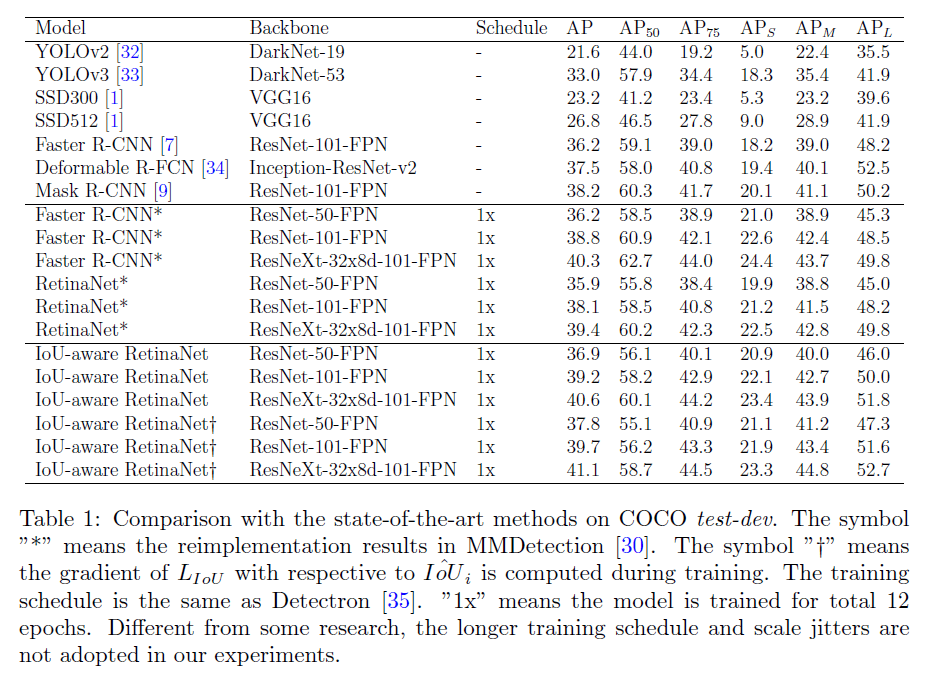 Model Backbone Schedule AP AP50 AP75 APS APM APL
YOLOv2 [32] DarkNet-19 - 21.6 44.0 19.2 5.0 22.4 35.5
YOLOv3 [33] DarkNet-53 - 33.0 57.9 34.4 18.3 35.4 41.9
SSD300 [1] VGG16 - 23.2 41.2 23.4 5.3 23.2 39.6
SSD512 [1] VGG16 - 26.8 46.5 27.8 9.0 28.9 41.9
Faster R-CNN [7] ResNet-101-FPN - 36.2 59.1 39.0 18.2 39.0 48.2
Deformable R-FCN [34] Inception-ResNet-v2 - 37.5 58.0 40.8 19.4 40.1 52.5
Mask R-CNN [9] ResNet-101-FPN - 38.2 60.3 41.7 20.1 41.1 50.2
Faster R-CNN* ResNet-50-FPN 1x 36.2 58.5 38.9 21.0 38.9 45.3
Faster R-CNN* ResNet-101-FPN 1x 38.8 60.9 42.1 22.6 42.4 48.5
Faster R-CNN* ResNeXt-32x8d-101-FPN 1x 40.3 62.7 44.0 24.4 43.7 49.8
RetinaNet* ResNet-50-FPN 1x 35.9 55.8 38.4 19.9 38.8 45.0
RetinaNet* ResNet-101-FPN 1x 38.1 58.5 40.8 21.2 41.5 48.2
RetinaNet* ResNeXt-32x8d-101-FPN 1x 39.4 60.2 42.3 22.5 42.8 49.8
IoU-aware RetinaNet ResNet-50-FPN 1x 36.9 56.1 40.1 20.9 40.0 46.0
IoU-aware RetinaNet ResNet-101-FPN 1x 39.2 58.2 42.9 22.1 42.7 50.0
IoU-aware RetinaNet ResNeXt-32x8d-101-FPN 1x 40.6 60.1 44.2 23.4 43.9 51.8
IoU-aware RetinaNet† ResNet-50-FPN 1x 37.8 55.1 40.9 21.1 41.2 47.3
IoU-aware RetinaNet† ResNet-101-FPN 1x 39.7 56.2 43.3 21.9 43.4 51.6
IoU-aware RetinaNet† ResNeXt-32x8d-101-FPN 1x 41.1 58.7 44.5 23.3 44.8 52.7
Table 1: Comparison with the state-of-the-art methods on COCO test-dev. The symbol
”*” means the reimplementation results in MMDetection [30]. The symbol ”†” means
the gradient of L_IoU with respective to IôU_i is computed during training. The training
schedule is the same as Detectron [35]. ”1x” means the model is trained for total 12
epochs. Different from some research, the longer training schedule and scale jitters are
not adopted in our experiments.